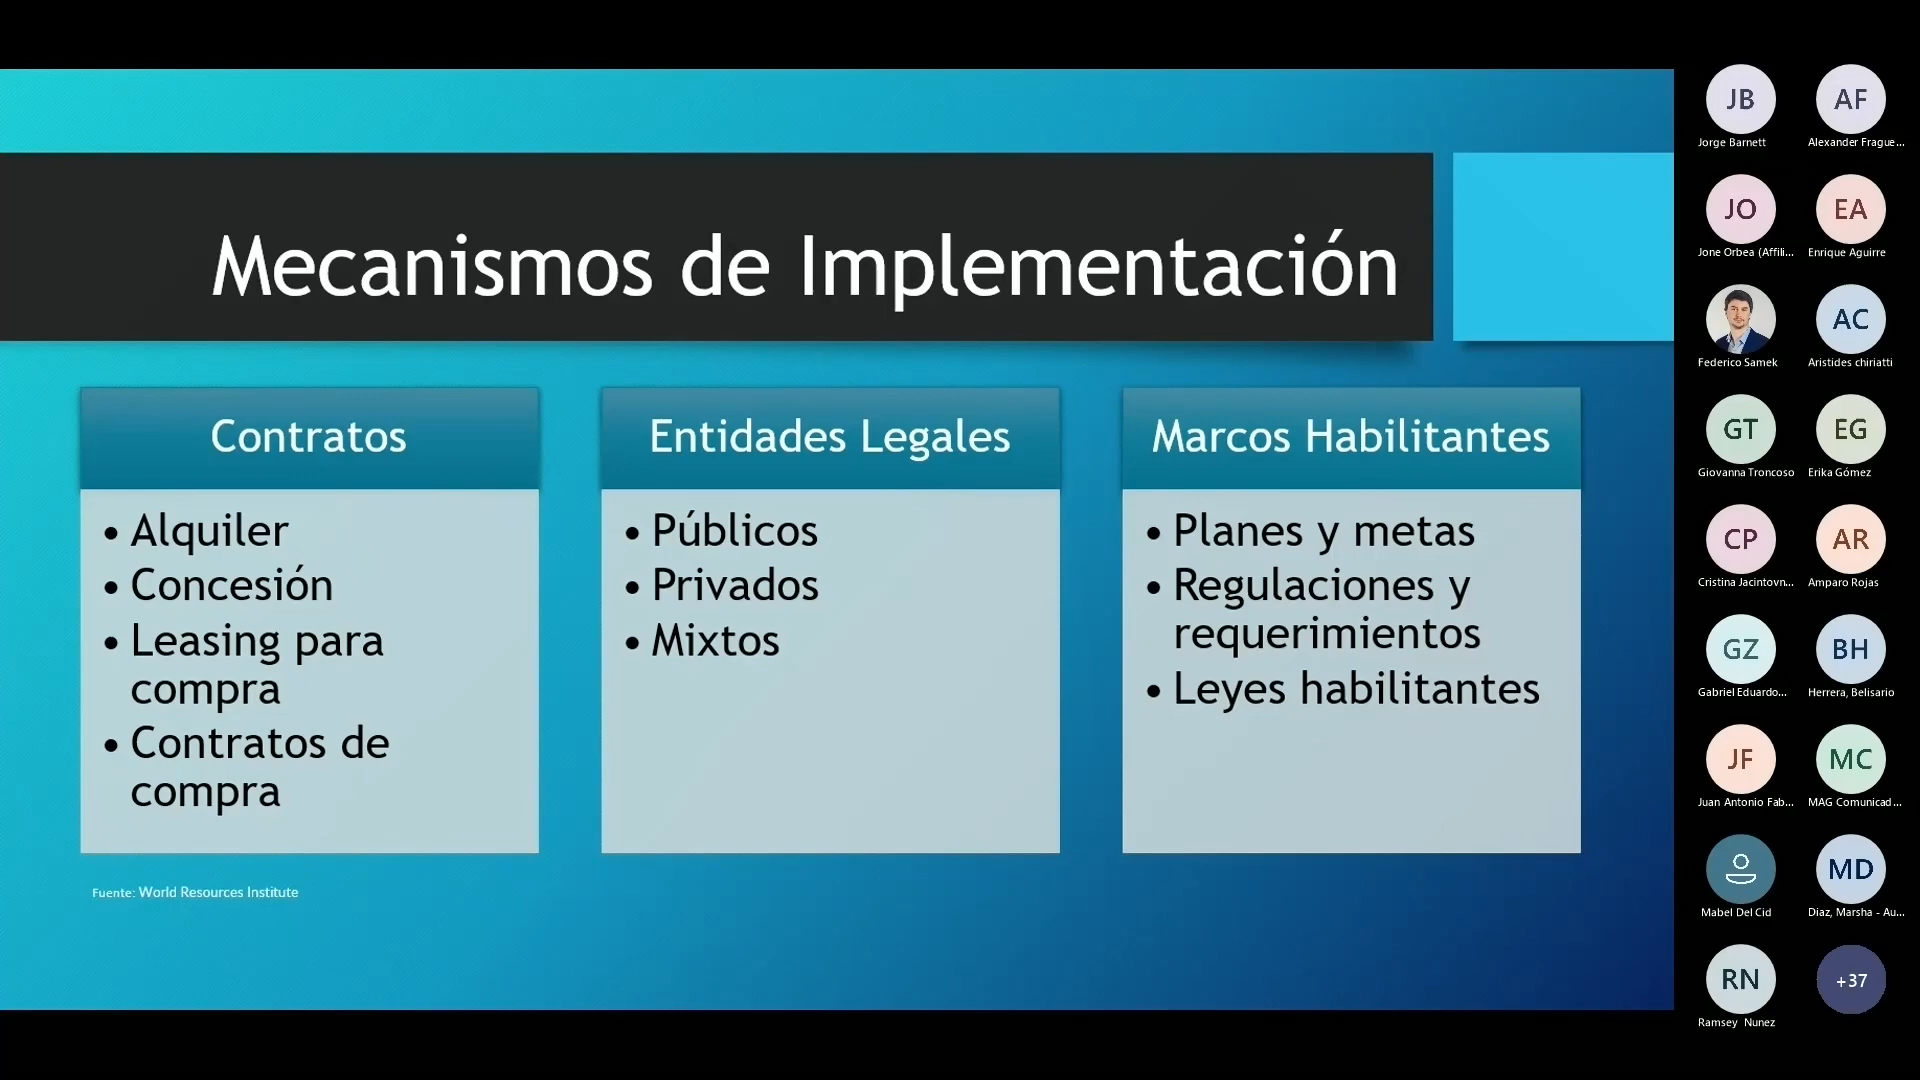 Mecanismos de Implementación
Contratos
• Alquiler
• Concesión
• Leasing para
compra
• Contratos de
compra
Entidades Legales
• Públicos
• Privados
• Mixtos
Marcos Habilitantes
• Planes y metas
• Regulaciones y
requerimientos
• Leyes habilitantes
Fuente: World Resources Institute
JB
Jorge Barnett
AF
Alexander Frague...
JO
Jone Orbea (Affili...
EA
Enrique Aguirre
Federico Samek
AC
Aristides chiriatti
GT
Giovanna Troncoso
EG
Erika Gómez
CP
Cristina Jacintovn...
AR
Amparo Rojas
GZ
Gabriel Eduardo...
BH
Herrera, Belisario
JF
Juan Antonio Fab...
MC
MAG Comunicad...
Mabel Del Cid
MD
Diaz, Marsha - Au...
RN
Ramsey Nunez
+37